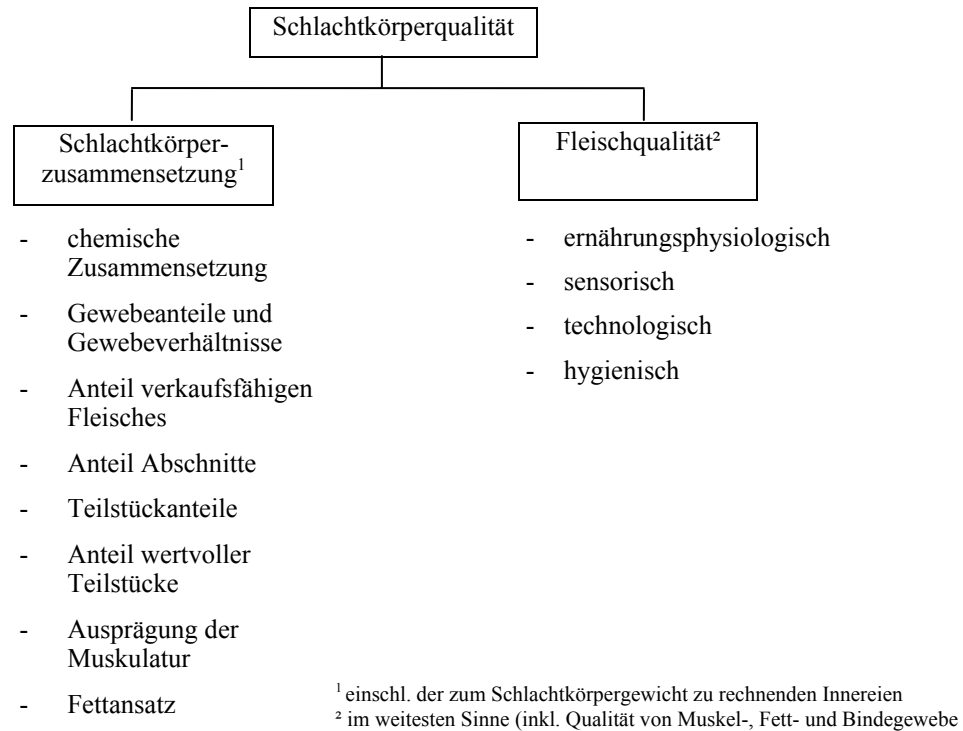 Schlachtkörperqualität
Schlachtkörper-
zusammensetzung¹
- chemische
Zusammensetzung
- Gewebeanteile und
Gewebeverhältnisse
- Anteil verkaufsfähigen
Fleisches
- Anteil Abschnitte
- Teilstückanteile
- Anteil wertvoller
Teilstücke
- Ausprägung der
Muskulatur
- Fettansatz
Fleischqualität²
- ernährungsphysiologisch
- sensorisch
- technologisch
- hygienisch
¹ einschl. der zum Schlachtkörpergewicht zu rechnenden Innereien
² im weitesten Sinne (inkl. Qualität von Muskel-, Fett- und Bindegewebe